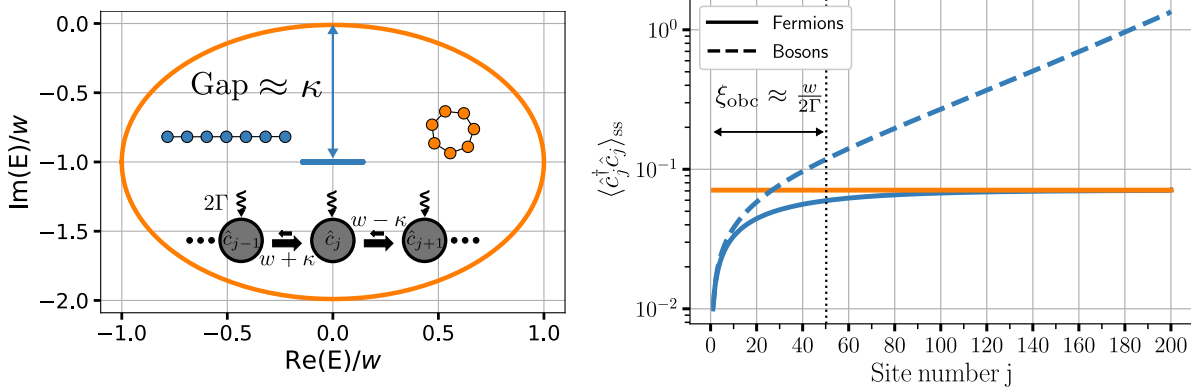 0.0
−0.5
−1.0
−1.5
−2.0
Im(E)/w
Gap ≈ κ
2Γ
w − κ
ĉ_{j−1}
ĉ_j
ĉ_{j+1}
w + κ
−1.0
−0.5
0.0
0.5
1.0
Re(E)/w
10^0
10^{−1}
10^{−2}
⟨ĉ_j^† ĉ_j⟩_ss
Fermions
Bosons
ξ_obc ≈ w/2Γ
0
20
40
60
80
100
120
140
160
180
200
Site number j